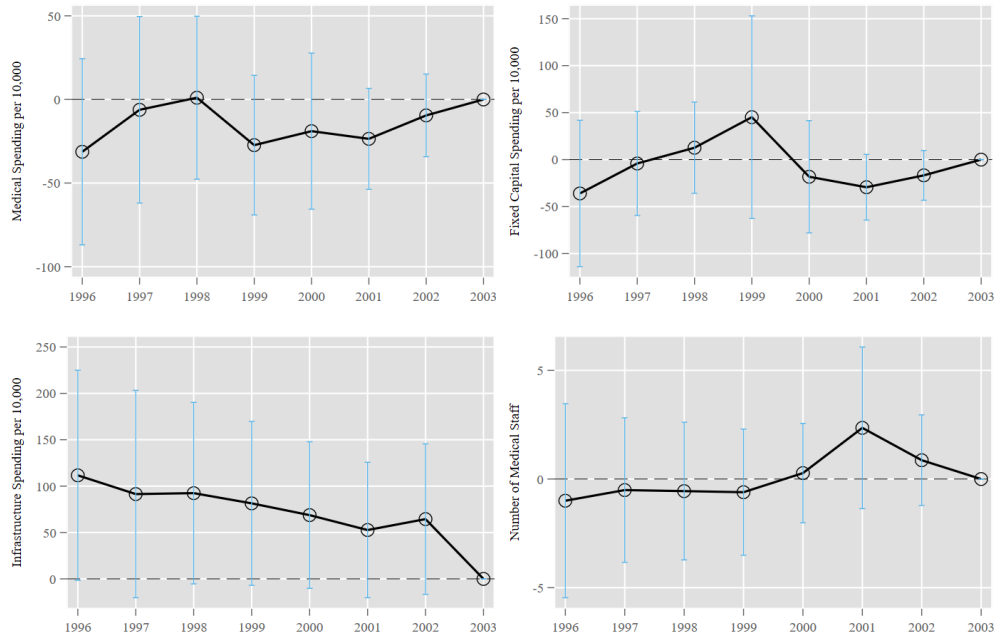 Medical Spending per 10,000
50
0
-50
-100
1996 1997 1998 1999 2000 2001 2002 2003
Fixed Capital Spending per 10,000
150
100
50
0
-50
-100
1996 1997 1998 1999 2000 2001 2002 2003
Infrastructure Spending per 10,000
250
200
150
100
50
0
1996 1997 1998 1999 2000 2001 2002 2003
Number of Medical Staff
5
0
-5
1996 1997 1998 1999 2000 2001 2002 2003